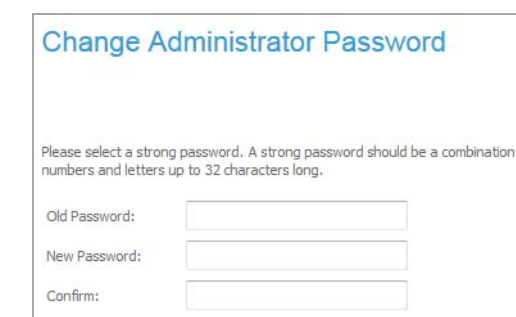 Change Administrator Password
Please select a strong password. A strong password should be a combination
numbers and letters up to 32 characters long.
Old Password:
New Password:
Confirm: